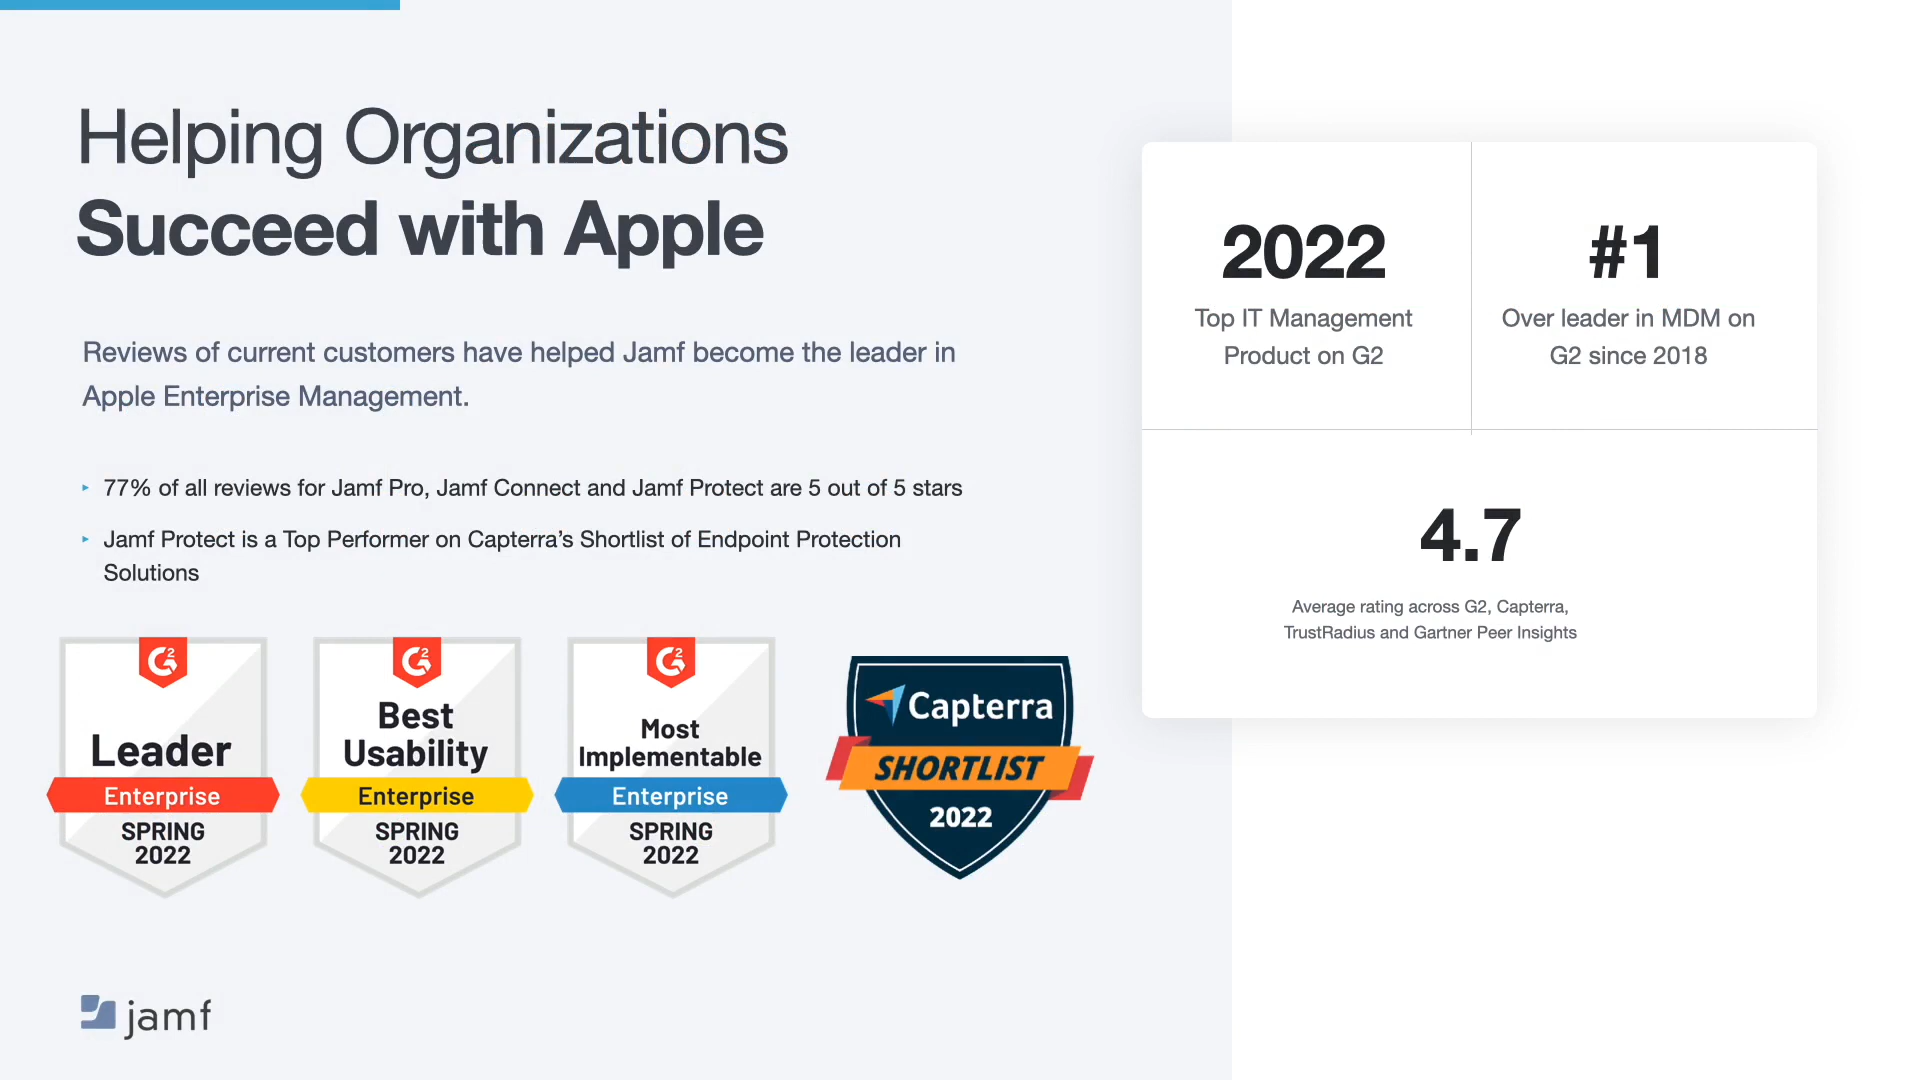 Helping Organizations
Succeed with Apple
Reviews of current customers have helped Jamf become the leader in
Apple Enterprise Management.
‣ 77% of all reviews for Jamf Pro, Jamf Connect and Jamf Protect are 5 out of 5 stars
‣ Jamf Protect is a Top Performer on Capterra’s Shortlist of Endpoint Protection
Solutions
G2
Leader
Enterprise
SPRING
2022
G2
Best
Usability
Enterprise
SPRING
2022
G2
Most
Implementable
Enterprise
SPRING
2022
Capterra
SHORTLIST
2022
2022
Top IT Management
Product on G2
#1
Over leader in MDM on
G2 since 2018
4.7
Average rating across G2, Capterra,
TrustRadius and Gartner Peer Insights
jamf